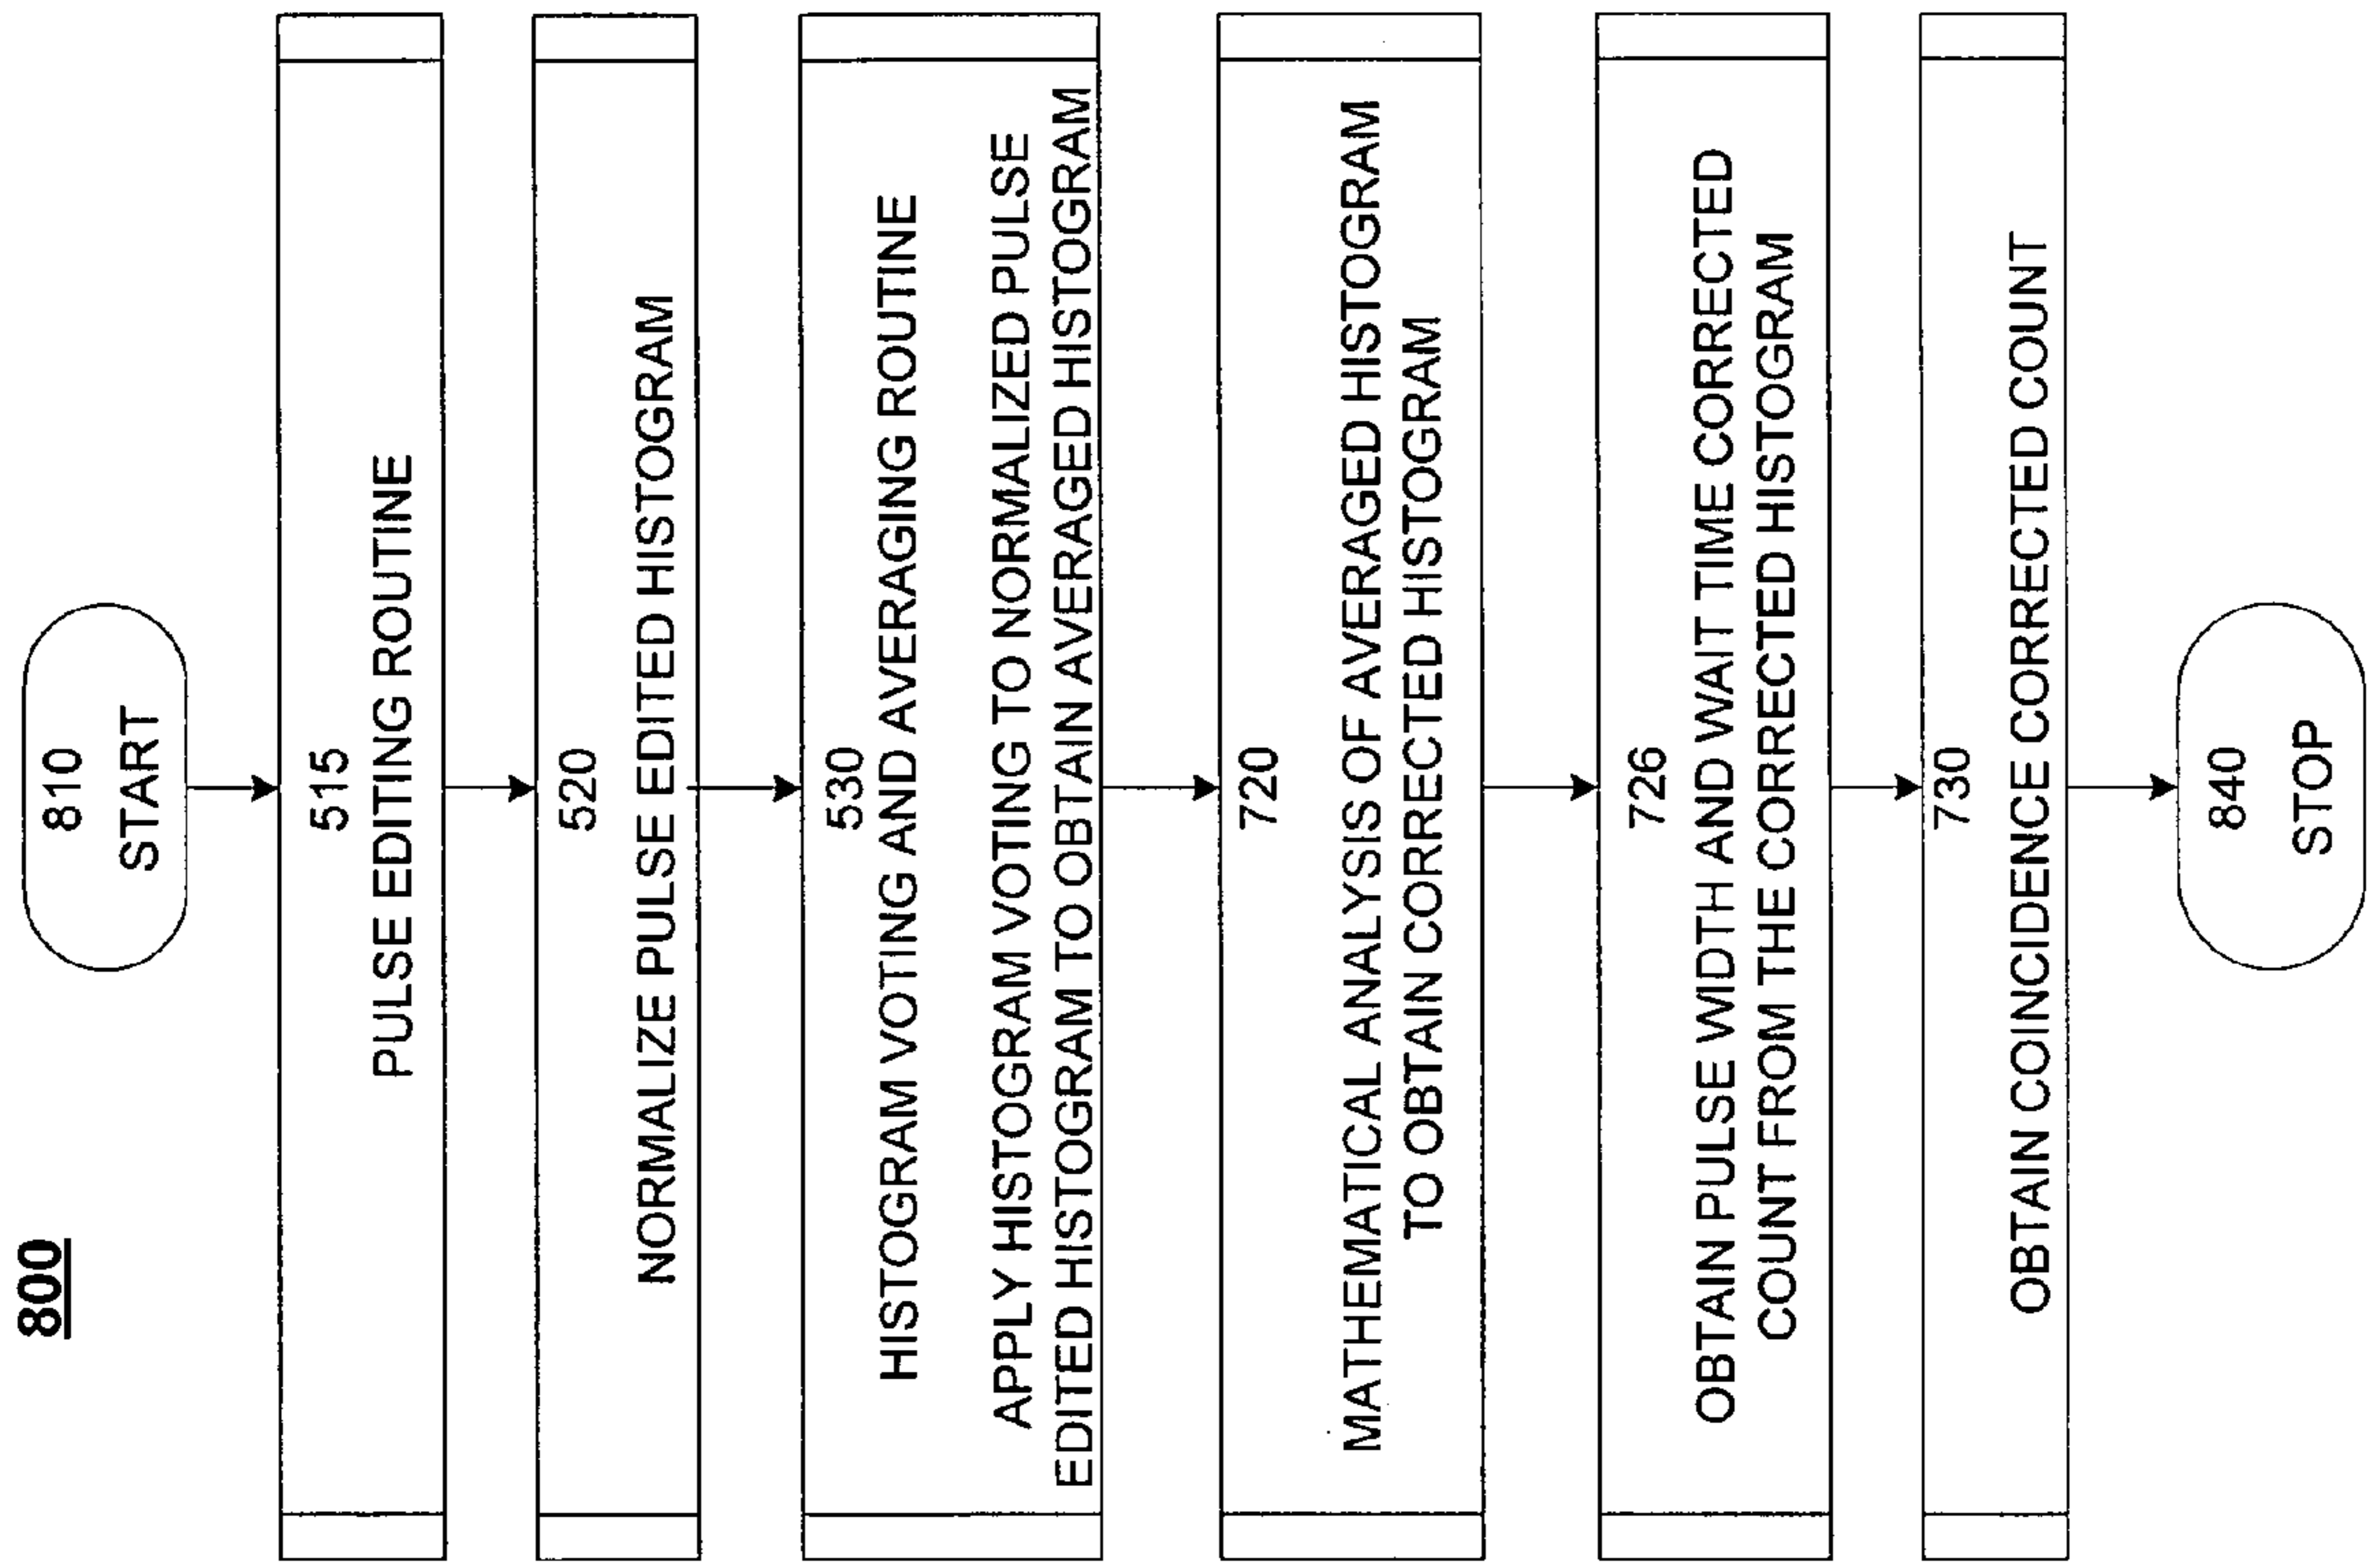 800
810
START
515
PULSE EDITING ROUTINE
520
NORMALIZE PULSE EDITED HISTOGRAM
530
HISTOGRAM VOTING AND AVERAGING ROUTINE
APPLY HISTOGRAM VOTING TO NORMALIZED PULSE
EDITED HISTOGRAM TO OBTAIN AVERAGED HISTOGRAM
720
MATHEMATICAL ANALYSIS OF AVERAGED HISTOGRAM
TO OBTAIN CORRECTED HISTOGRAM
726
OBTAIN PULSE WIDTH AND WAIT TIME CORRECTED
COUNT FROM THE CORRECTED HISTOGRAM
730
OBTAIN COINCIDENCE CORRECTED COUNT
840
STOP